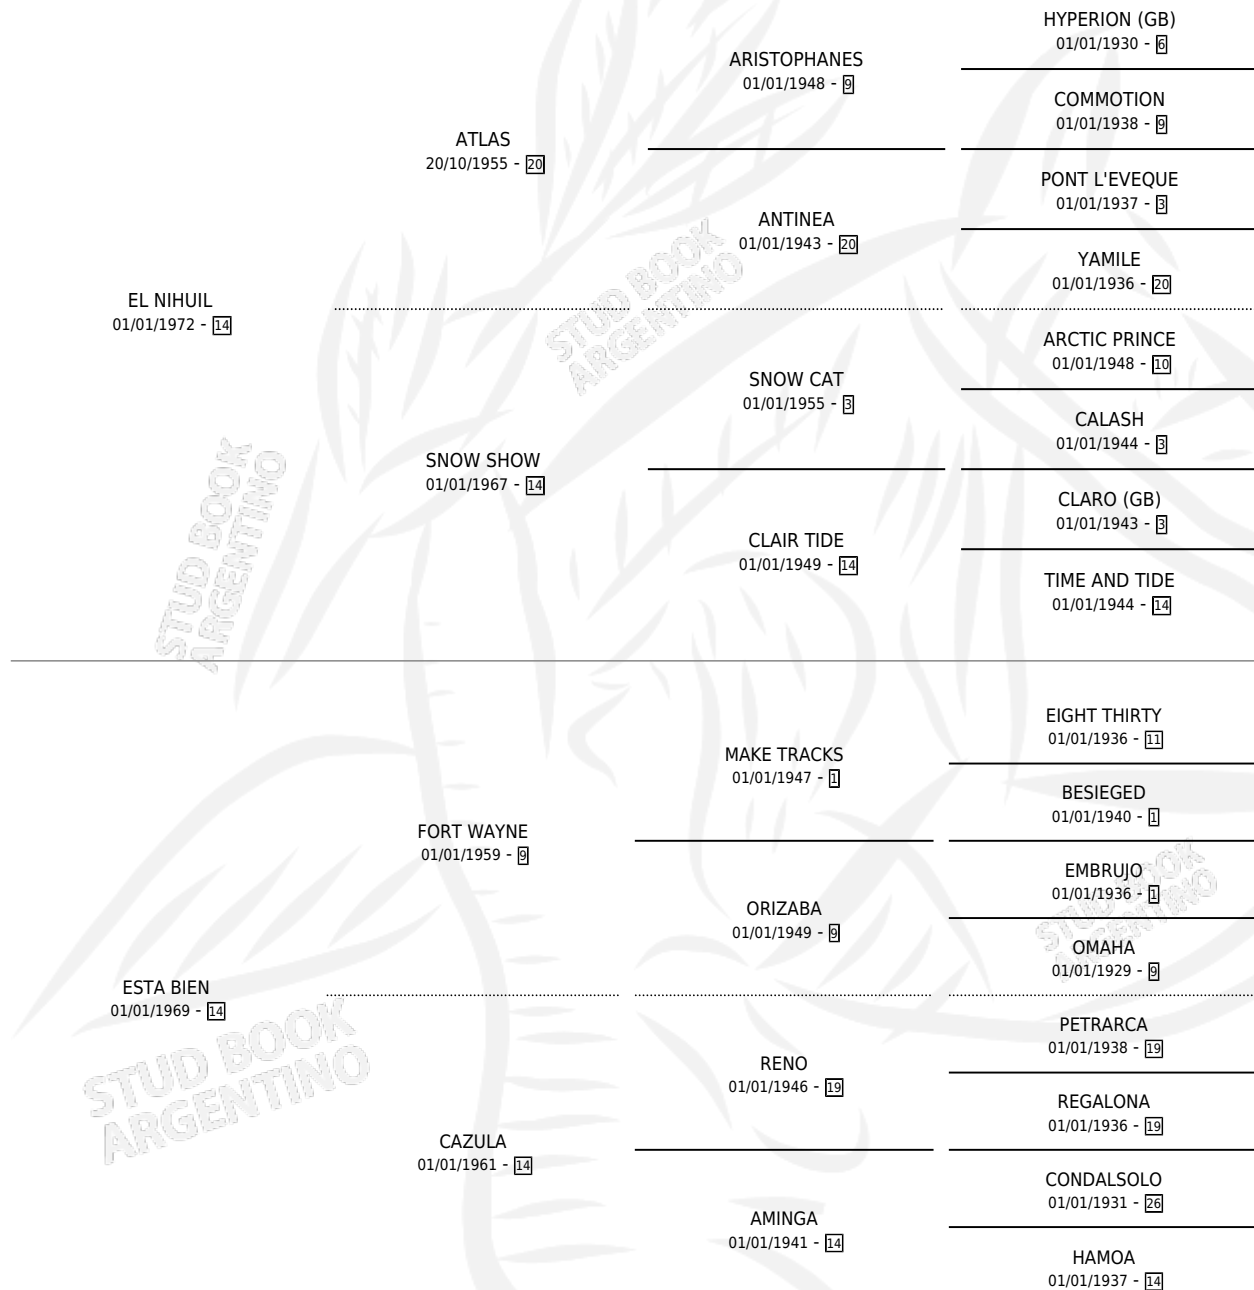 HYPERION (GB)
01/01/1930 - 6
ARISTOPHANES
01/01/1948 - 9
COMMOTION
01/01/1938 - 9
ATLAS
20/10/1955 - 20
PONT L'EVEQUE
01/01/1937 - 3
ANTINEA
01/01/1943 - 20
YAMILE
01/01/1936 - 20
EL NIHUIL
01/01/1972 - 14
STUD BOOK
ARGENTINO
ARCTIC PRINCE
01/01/1948 - 10
SNOW CAT
01/01/1955 - 3
CALASH
01/01/1944 - 3
SNOW SHOW
01/01/1967 - 14
CLARO (GB)
01/01/1943 - 3
CLAIR TIDE
01/01/1949 - 14
TIME AND TIDE
01/01/1944 - 14
STUD BOOK
ARGENTINO
EIGHT THIRTY
01/01/1936 - 11
MAKE TRACKS
01/01/1947 - 1
BESIEGED
01/01/1940 - 1
FORT WAYNE
01/01/1959 - 9
EMBRUJO
01/01/1936 - 1
ORIZABA
01/01/1949 - 9
STUD BOOK
ARGENTINO
OMAHA
01/01/1929 - 9
ESTA BIEN
01/01/1969 - 14
STUD BOOK
ARGENTINO
PETRARCA
01/01/1938 - 19
RENO
01/01/1946 - 19
REGALONA
01/01/1936 - 19
CAZULA
01/01/1961 - 14
CONDALSOLO
01/01/1931 - 26
AMINGA
01/01/1941 - 14
HAMOA
01/01/1937 - 14